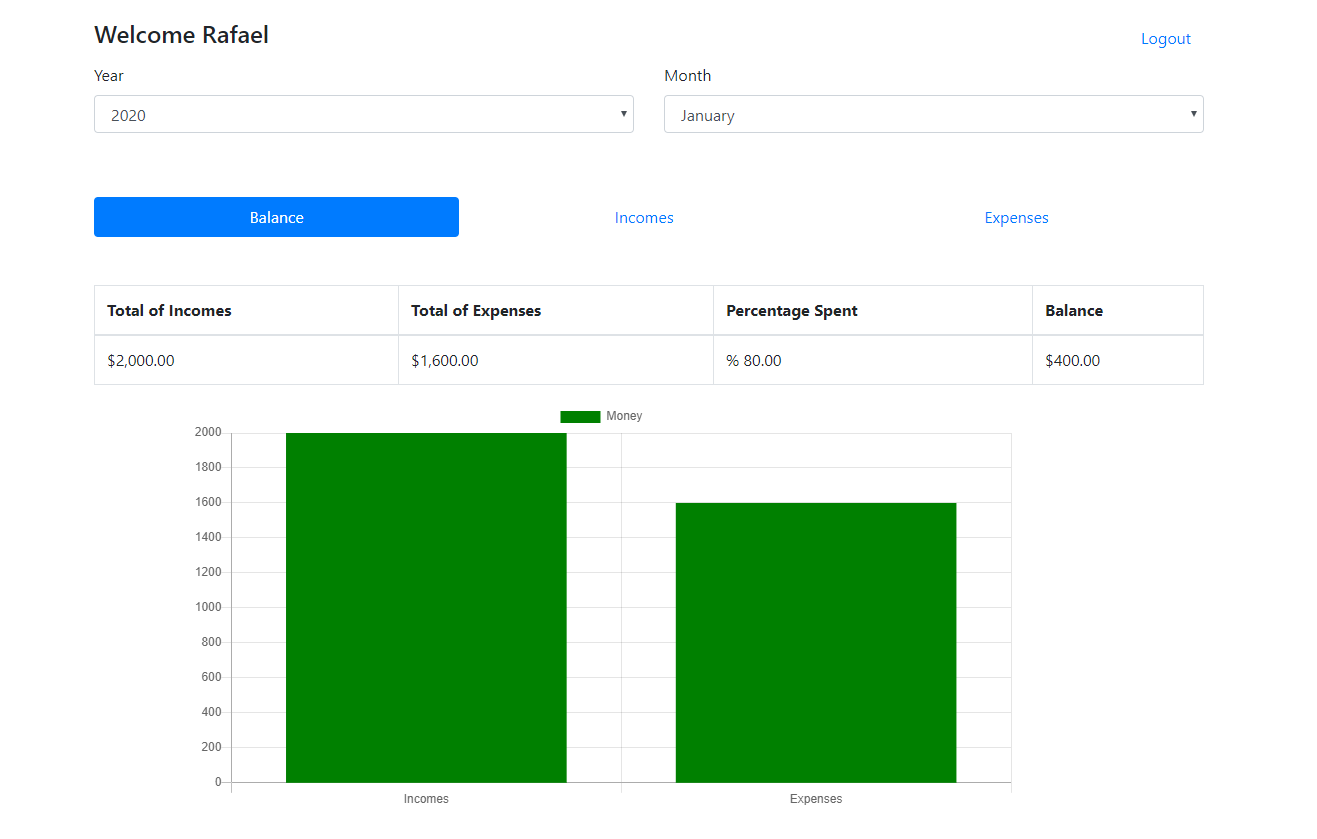 Welcome Rafael
Logout
Year
Month
2020
January
Balance
Incomes
Expenses
Total of Incomes
Total of Expenses
Percentage Spent
Balance
$2,000.00
$1,600.00
% 80.00
$400.00
Money
2000
1800
1600
1400
1200
1000
800
600
400
200
0
Incomes
Expenses